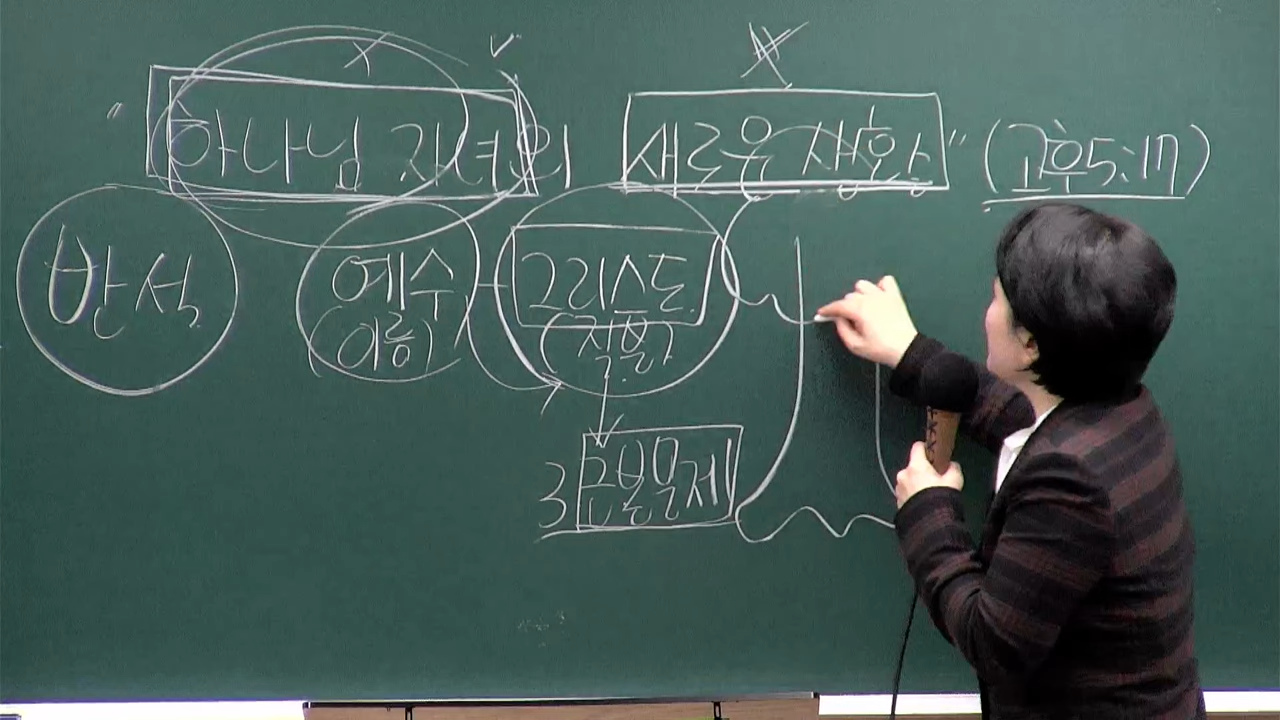 "하나님 자녀의 새로운 생활" (고후5:17)
반석 예수 그리스도
(이름) (직분)
3 근본문제